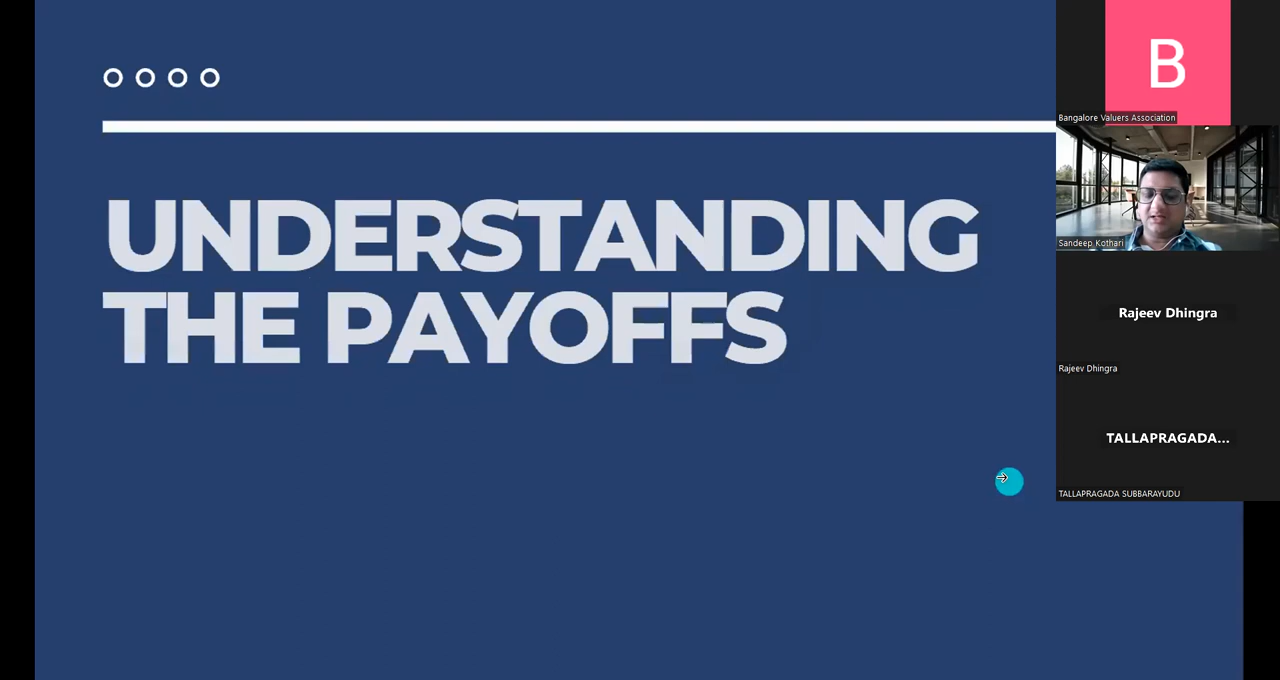 UNDERSTANDING
THE PAYOFFS
B
Bangalore Valuers Association
Sandeep Kothari
Rajeev Dhingra
Rajeev Dhingra
TALLAPRAGADA...
TALLAPRAGADA SUBBARAYUDU